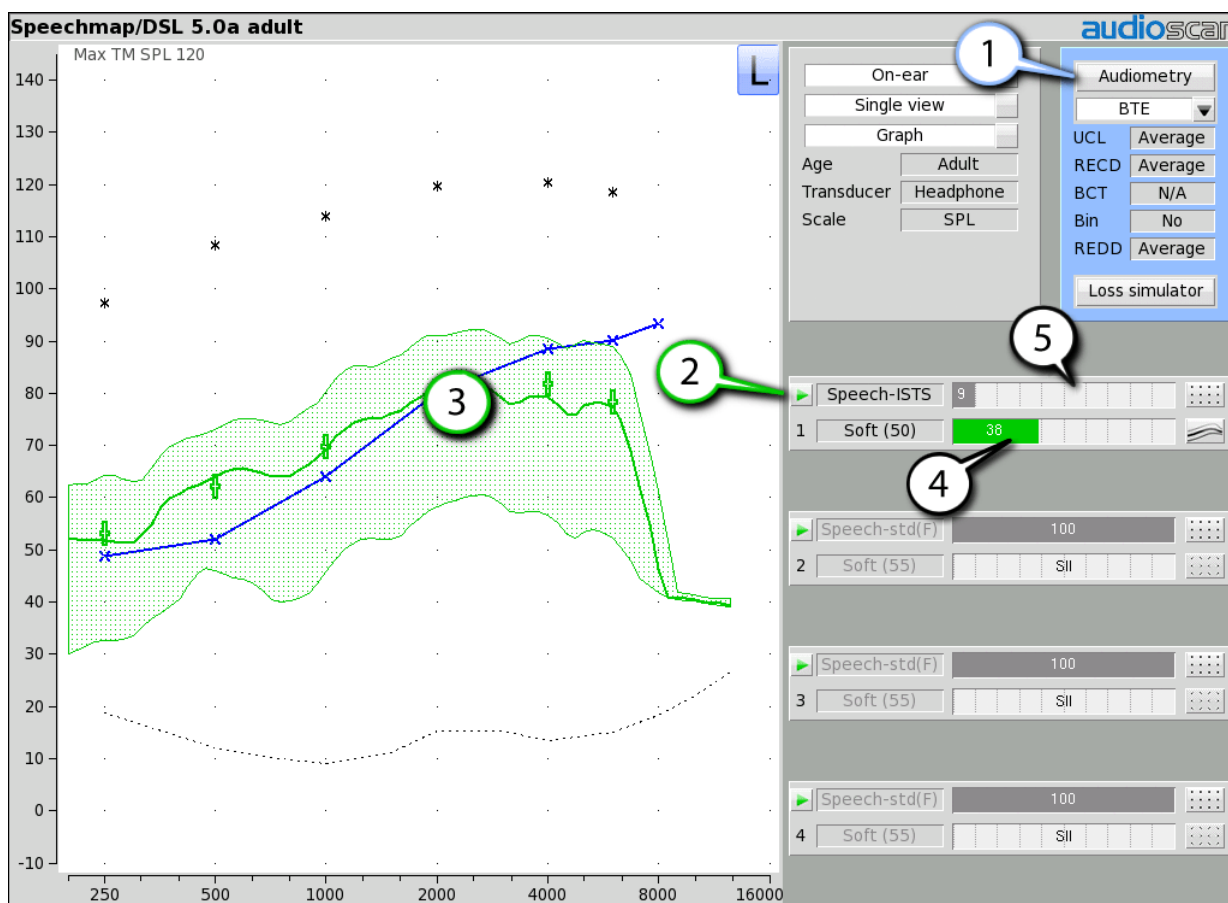 Speechmap/DSL 5.0a adult
audioscan
Max TM SPL 120
L
140
130
120
110
100
90
80
70
60
50
40
30
20
10
0
-10
250 500 1000 2000 4000 8000 16000
3
On-ear
Single view
Graph
Age Adult
Transducer Headphone
Scale SPL
1
Audiometry
BTE
UCL Average
RECD Average
BCT N/A
Bin No
REDD Average
Loss simulator
5
2
Speech-ISTS 9
1 Soft (50) 38
4
Speech-std(F) 100
2 Soft (55) SII
Speech-std(F) 100
3 Soft (55) SII
Speech-std(F) 100
4 Soft (55) SII